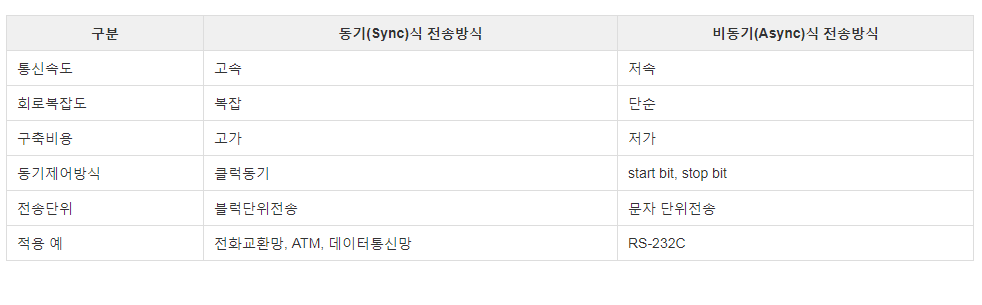 구분 동기(Sync)식 전송방식 비동기(Async)식 전송방식
통신속도 고속 저속
회로복잡도 복잡 단순
구축비용 고가 저가
동기제어방식 클럭동기 start bit, stop bit
전송단위 블럭단위전송 문자 단위전송
적용 예 전화교환망, ATM, 데이터통신망 RS-232C